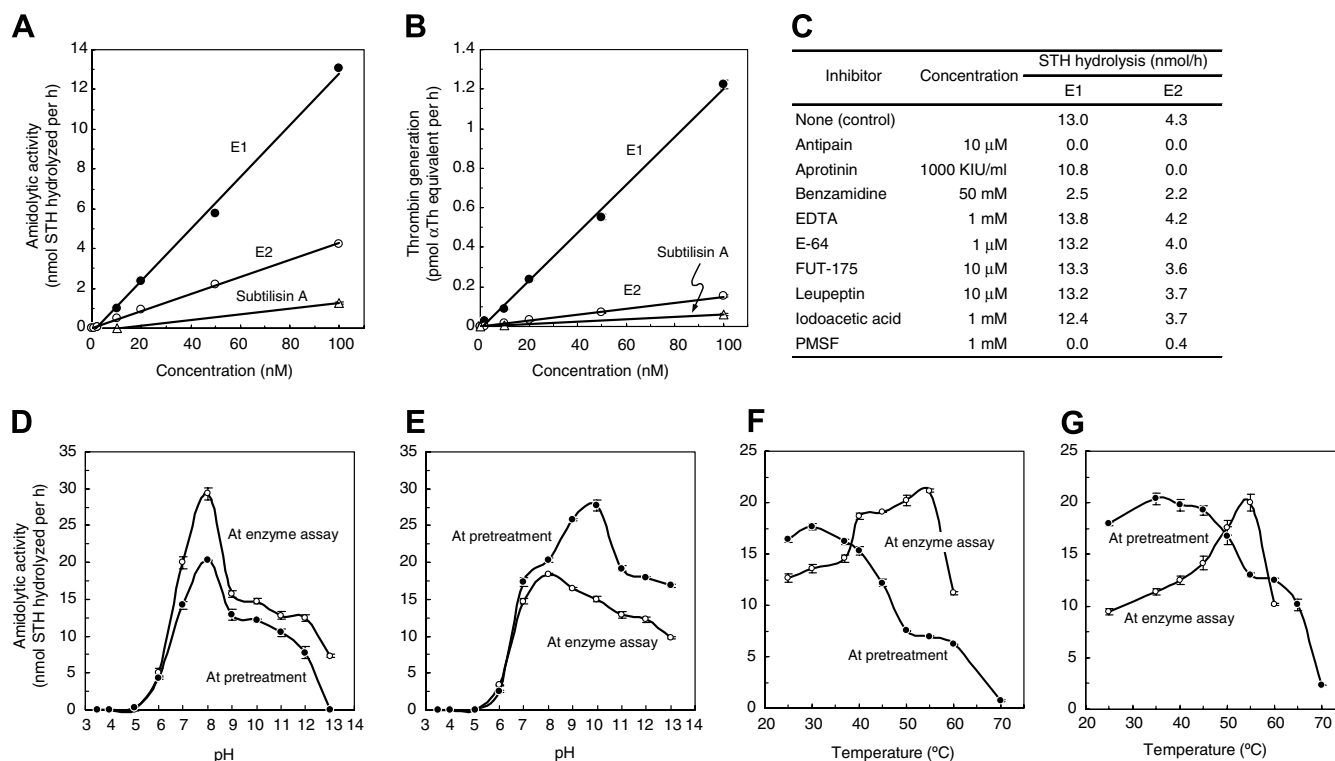 A
Amidolytic activity
(nmol STH hydrolyzed per h)
14
12
10
8
6
4
2
0
E1
E2
Subtilisin A
0 20 40 60 80 100
Concentration (nM)
B
Thrombin generation
(pmol αTh equivalent per h)
1.4
1.2
1
0.8
0.6
0.4
0.2
0
E1
Subtilisin A
E2
0 20 40 60 80 100
Concentration (nM)
C
Inhibitor Concentration STH hydrolysis (nmol/h)
E1 E2
None (control) 13.0 4.3
Antipain 10 μM 0.0 0.0
Aprotinin 1000 KIU/ml 10.8 0.0
Benzamidine 50 mM 2.5 2.2
EDTA 1 mM 13.8 4.2
E-64 1 μM 13.2 4.0
FUT-175 10 μM 13.3 3.6
Leupeptin 10 μM 13.2 3.7
Iodoacetic acid 1 mM 12.4 3.7
PMSF 1 mM 0.0 0.4
D
Amidolytic activity
(nmol STH hydrolyzed per h)
35
30
25
20
15
10
5
0
At enzyme assay
At pretreatment
3 4 5 6 7 8 9 10 11 12 13 14
pH
E
35
30
25
20
15
10
5
0
At pretreatment
At enzyme assay
3 4 5 6 7 8 9 10 11 12 13 14
pH
F
25
20
15
10
5
0
At enzyme assay
At pretreatment
20 30 40 50 60 70
Temperature (ºC)
G
25
20
15
10
5
0
At pretreatment
At enzyme assay
20 30 40 50 60 70
Temperature (ºC)